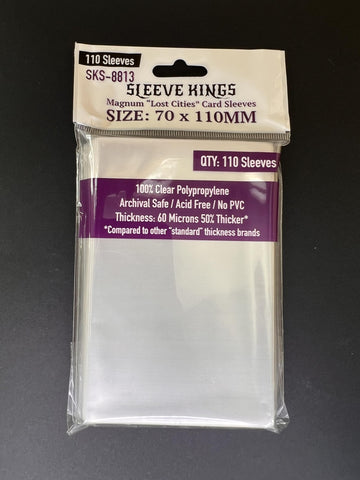 110 Sleeves
SKS-8813
SLEEVE KINGS
Magnum "Lost Cities" Card Sleeves
SIZE: 70 x 110MM
QTY: 110 Sleeves
100% Clear Polypropylene
Archival Safe / Acid Free / No PVC
Thickness: 60 Microns 50% Thicker*
*Compared to other "standard" thickness brands